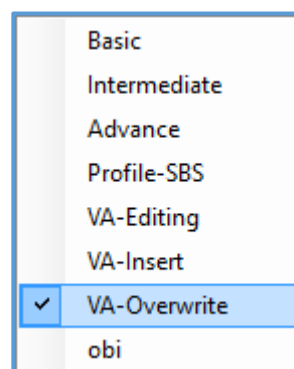 Basic
Intermediate
Advance
Profile-SBS
VA-Editing
VA-Insert
VA-Overwrite
obi